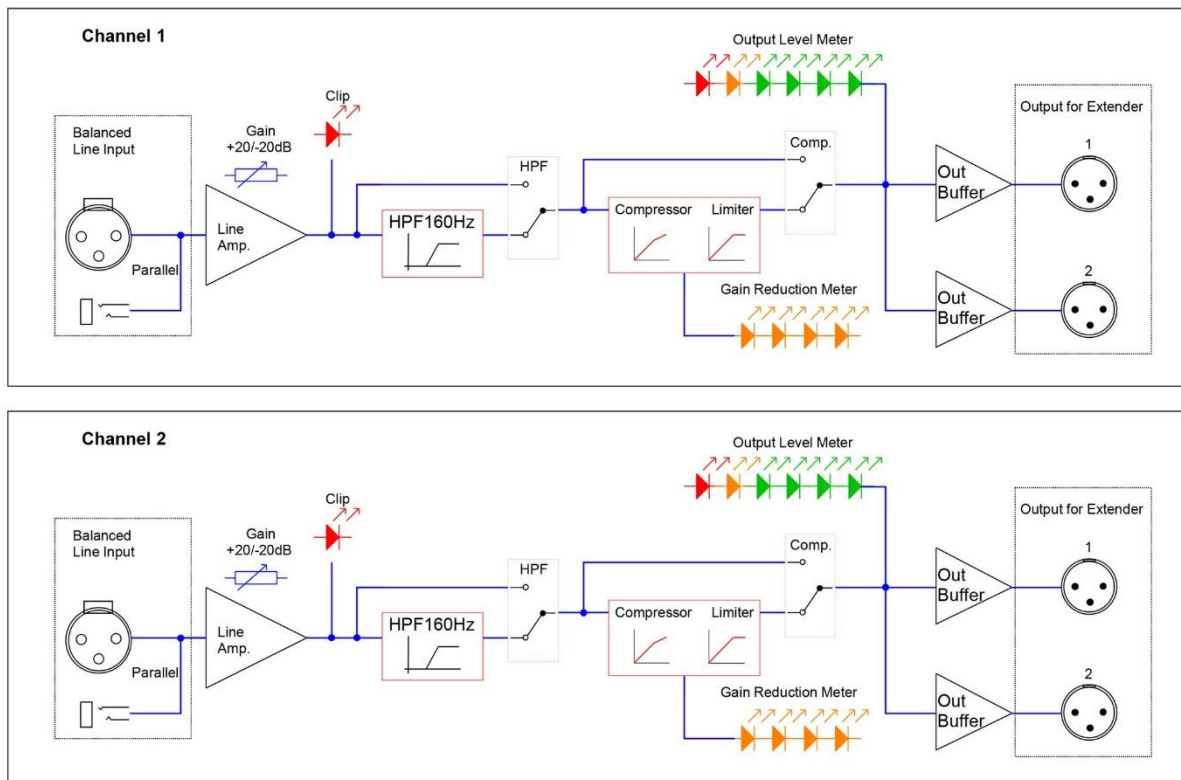 Channel 1
Output Level Meter
Clip
Output for Extender
Balanced
Line Input
Gain
+20/-20dB
1
HPF
Comp.
Out
Buffer
Line
Amp.
HPF160Hz
Compressor
Limiter
Parallel
2
Gain Reduction Meter
Out
Buffer
Channel 2
Output Level Meter
Clip
Output for Extender
Balanced
Line Input
Gain
+20/-20dB
1
HPF
Comp.
Out
Buffer
Line
Amp.
HPF160Hz
Compressor
Limiter
Parallel
2
Gain Reduction Meter
Out
Buffer